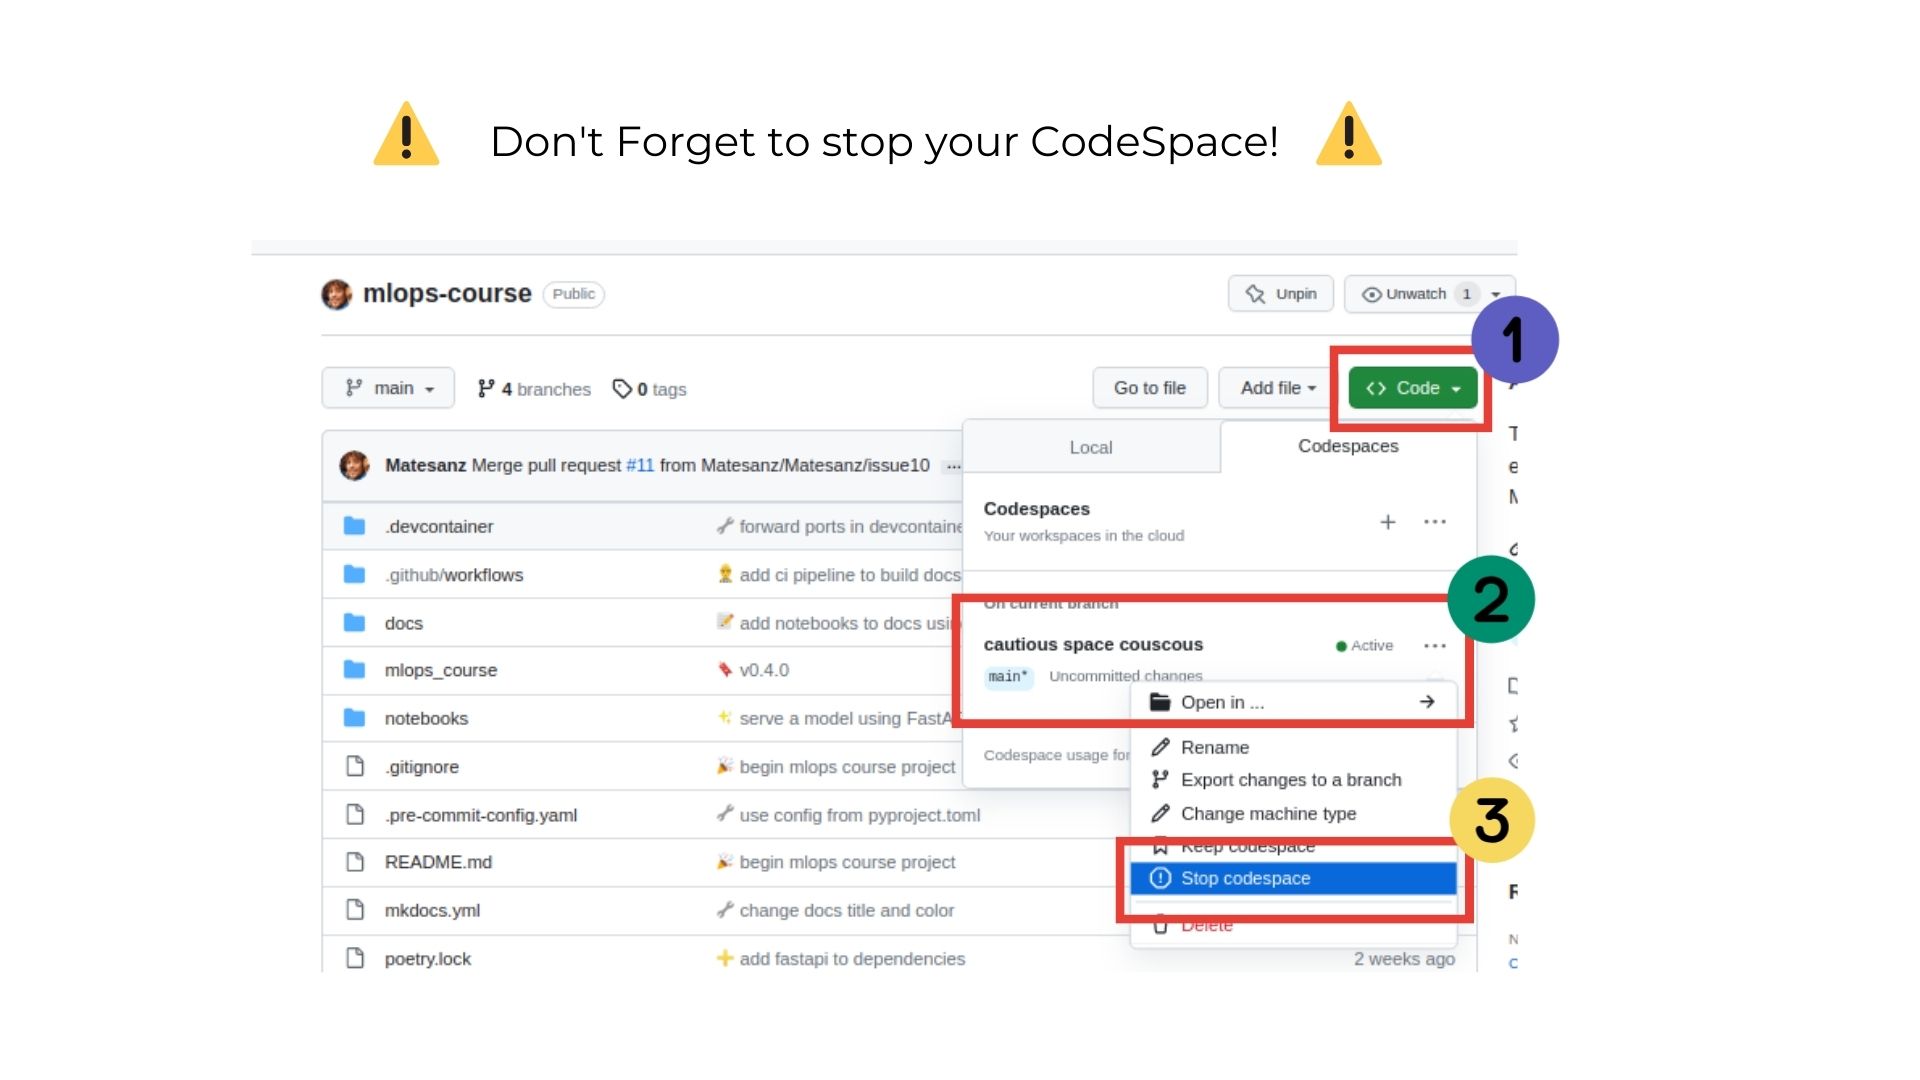 Don't Forget to stop your CodeSpace!
mlops-course Public
Unpin
Unwatch 1
1
main
4 branches
0 tags
Go to file
Add file
Code
Local
Codespaces
Matesanz Merge pull request #11 from Matesanz/Matesanz/issue10 ...
Codespaces
Your workspaces in the cloud
.devcontainer
forward ports in devcontaine
.github/workflows
add ci pipeline to build docs
2
On current branch
docs
add notebooks to docs usin
cautious space couscous
Active
mlops_course
v0.4.0
main* Uncommitted changes
Open in ...
notebooks
serve a model using FastA
Codespace usage for
Rename
.gitignore
begin mlops course project
Export changes to a branch
.pre-commit-config.yaml
use config from pyproject.toml
Change machine type
3
Keep codespace
README.md
begin mlops course project
Stop codespace
mkdocs.yml
change docs title and color
Delete
poetry.lock
add fastapi to dependencies
2 weeks ago